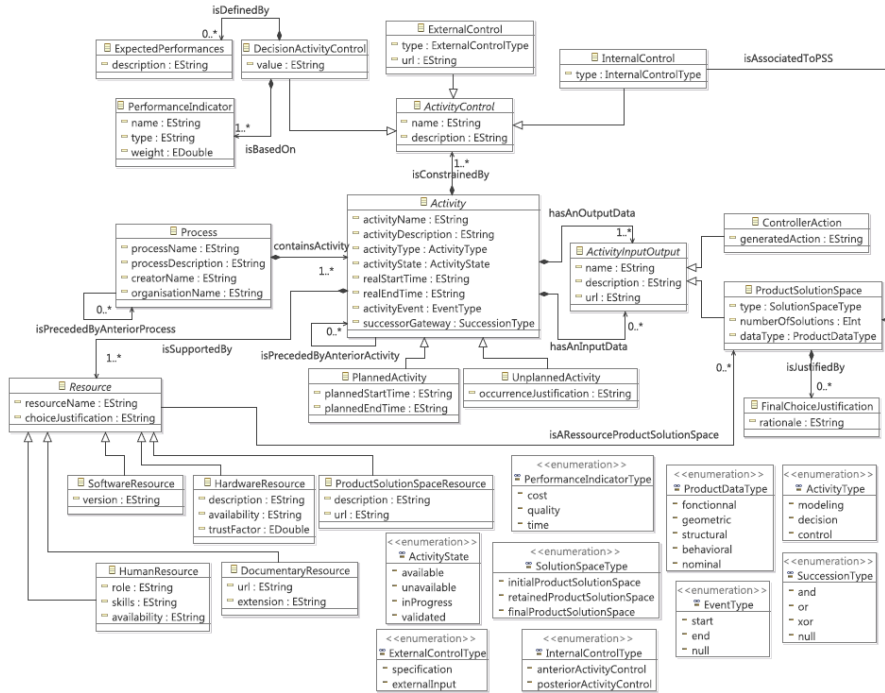 isDefinedBy
0..*
ExpectedPerformances
description : EString
DecisionActivityControl
value : EString
ExternalControl
type : ExternalControlType
url : EString
InternalControl
type : InternalControlType
isAssociatedToPSS
PerformanceIndicator
name : EString
type : EString
weight : EDouble
1..*
isBasedOn
ActivityControl
name : EString
description : EString
1..*
isConstrainedBy
Process
processName : EString
processDescription : EString
creatorName : EString
organisationName : EString
0..*
isPrecededByAnteriorProcess
containsActivity
1..*
Activity
activityName : EString
activityDescription : EString
activityType : ActivityType
activityState : ActivityState
realStartTime : EString
realEndTime : EString
activityEvent : EventType
successorGateway : SuccessionType
0..*
isPrecededByAnteriorActivity
hasAnOutputData
1..*
ActivityInputOutput
name : EString
description : EString
url : EString
0..*
hasAnInputData
ControllerAction
generatedAction : EString
ProductSolutionSpace
type : SolutionSpaceType
numberOfSolutions : EInt
dataType : ProductDataType
isJustifiedBy
0..*
0..*
FinalChoiceJustification
rationale : EString
isSupportedBy
1..*
PlannedActivity
plannedStartTime : EString
plannedEndTime : EString
UnplannedActivity
occurrenceJustification : EString
Resource
resourceName : EString
choiceJustification : EString
isARessourceProductSolutionSpace
SoftwareResource
version : EString
HardwareResource
description : EString
availability : EString
trustFactor : EDouble
ProductSolutionSpaceResource
description : EString
url : EString
HumanResource
role : EString
skills : EString
availability : EString
DocumentaryResource
url : EString
extension : EString
<<enumeration>>
PerformanceIndicatorType
cost
quality
time
<<enumeration>>
ProductDataType
fonctionnal
geometric
structural
behavioral
nominal
<<enumeration>>
ActivityType
modeling
decision
control
<<enumeration>>
ActivityState
available
unavailable
inProgress
validated
<<enumeration>>
SolutionSpaceType
initialProductSolutionSpace
retainedProductSolutionSpace
finalProductSolutionSpace
<<enumeration>>
EventType
start
end
null
<<enumeration>>
SuccessionType
and
or
xor
null
<<enumeration>>
ExternalControlType
specification
externalInput
<<enumeration>>
InternalControlType
anteriorActivityControl
posteriorActivityControl